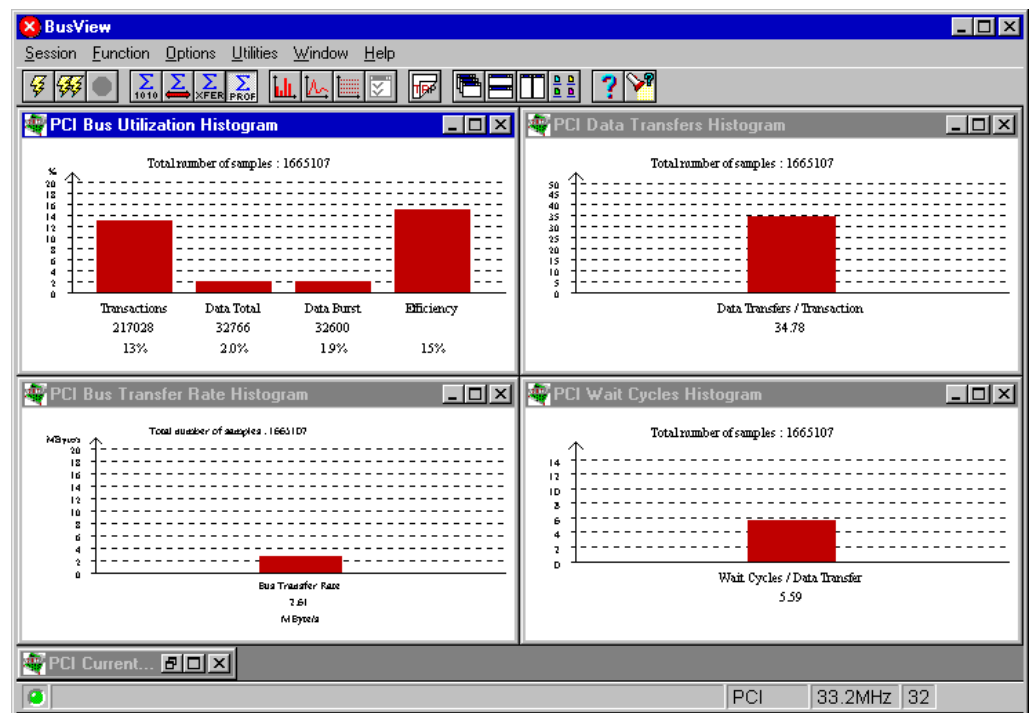 BusView
Session Function Options Utilities Window Help
1010 XFER PROF
PCI Bus Utilization Histogram
Total number of samples : 1665107
%
20
18
16
14
12
10
8
6
4
2
0
Transactions Data Total Data Burst Efficiency
217028 32766 32600
13% 2.0% 1.9% 15%
PCI Data Transfers Histogram
Total number of samples : 1665107
50
45
40
35
30
25
20
15
10
5
0
Data Transfers / Transaction
34.78
PCI Bus Transfer Rate Histogram
Total number of samples : 1665107
MByte/s
20
18
16
14
12
10
8
6
4
2
0
Bus Transfer Rate
2.61
MByte/s
PCI Wait Cycles Histogram
Total number of samples : 1665107
14
12
10
8
6
4
2
0
Wait Cycles / Data Transfer
5.59
PCI Current...
PCI 33.2MHz 32